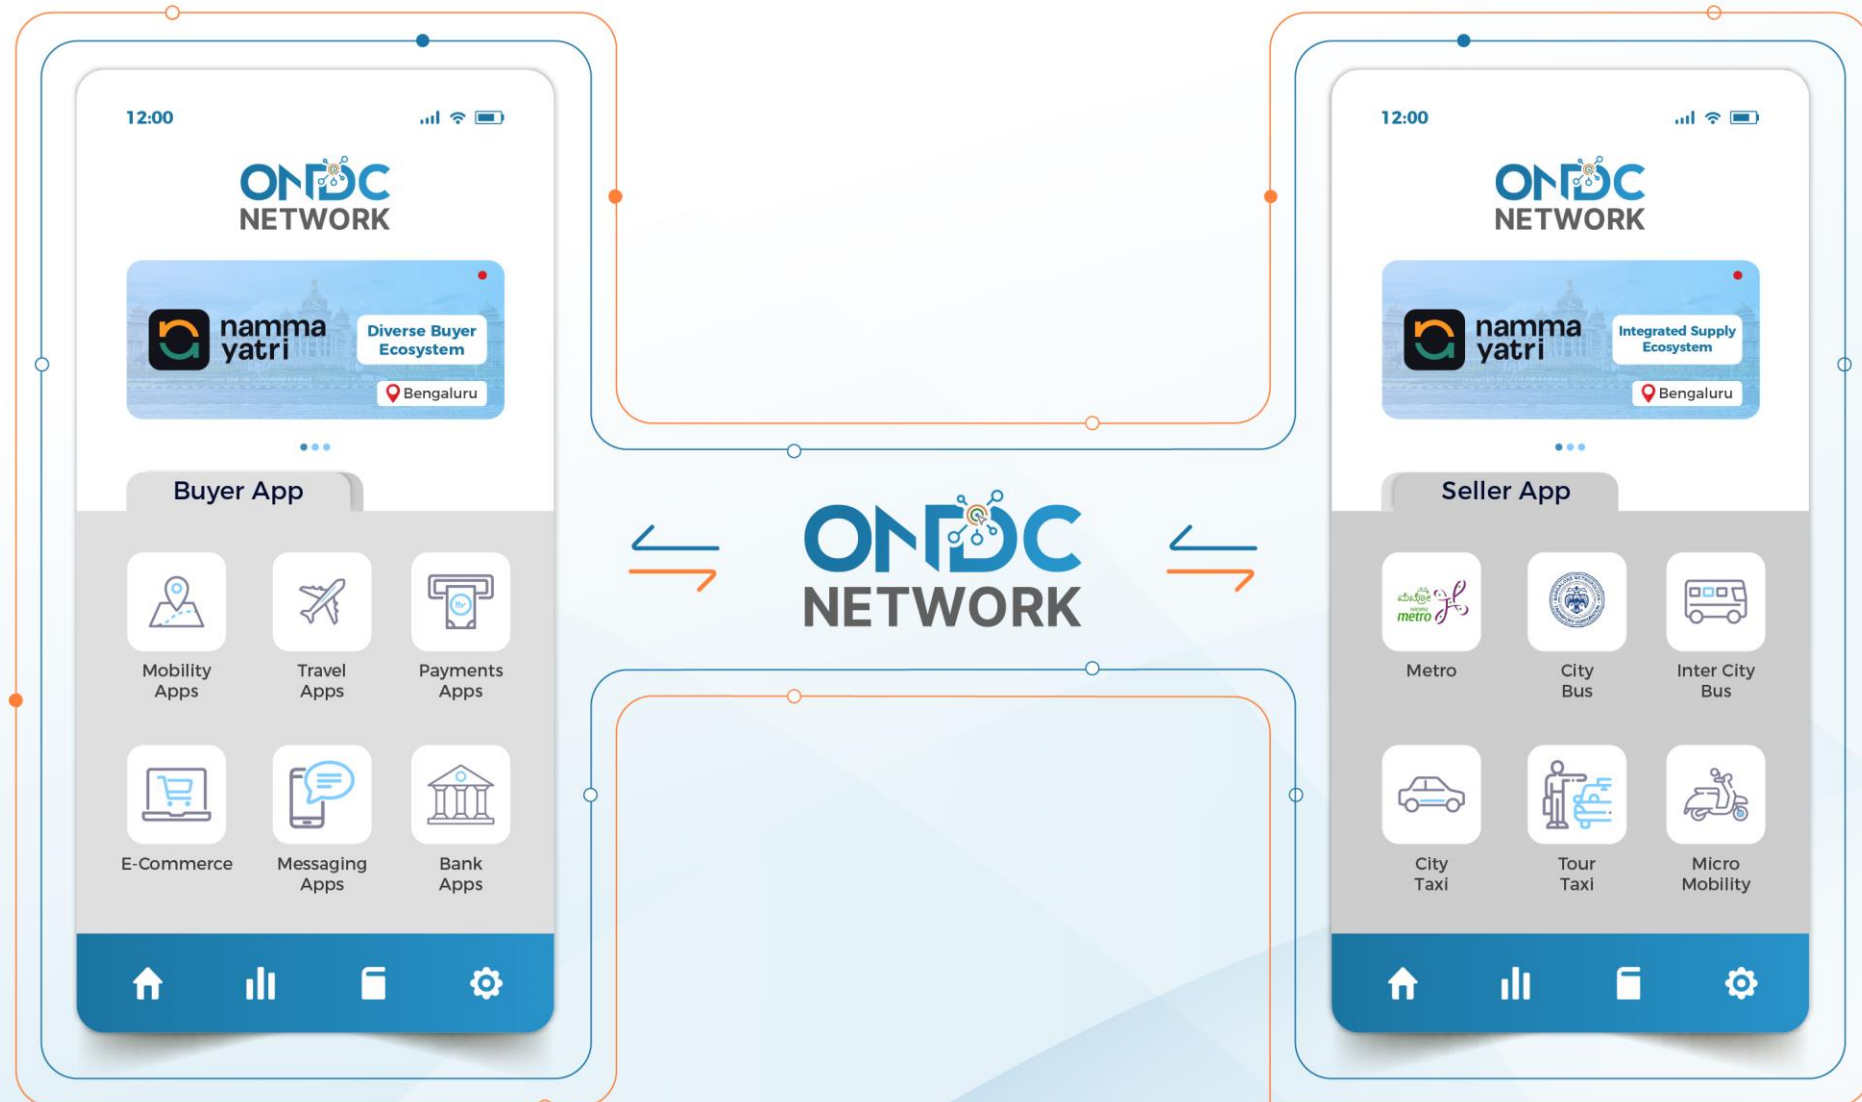 12:00
ONDC
NETWORK
namma
yatri
Diverse Buyer
Ecosystem
Bengaluru
Buyer App
Mobility
Apps
Travel
Apps
Payments
Apps
E-Commerce
Messaging
Apps
Bank
Apps
ONDC
NETWORK
12:00
ONDC
NETWORK
namma
yatri
Integrated Supply
Ecosystem
Bengaluru
Seller App
ನಮ್ಮ
ಮೆಟ್ರೋ
metro
Metro
City
Bus
Inter City
Bus
City
Taxi
Tour
Taxi
Micro
Mobility